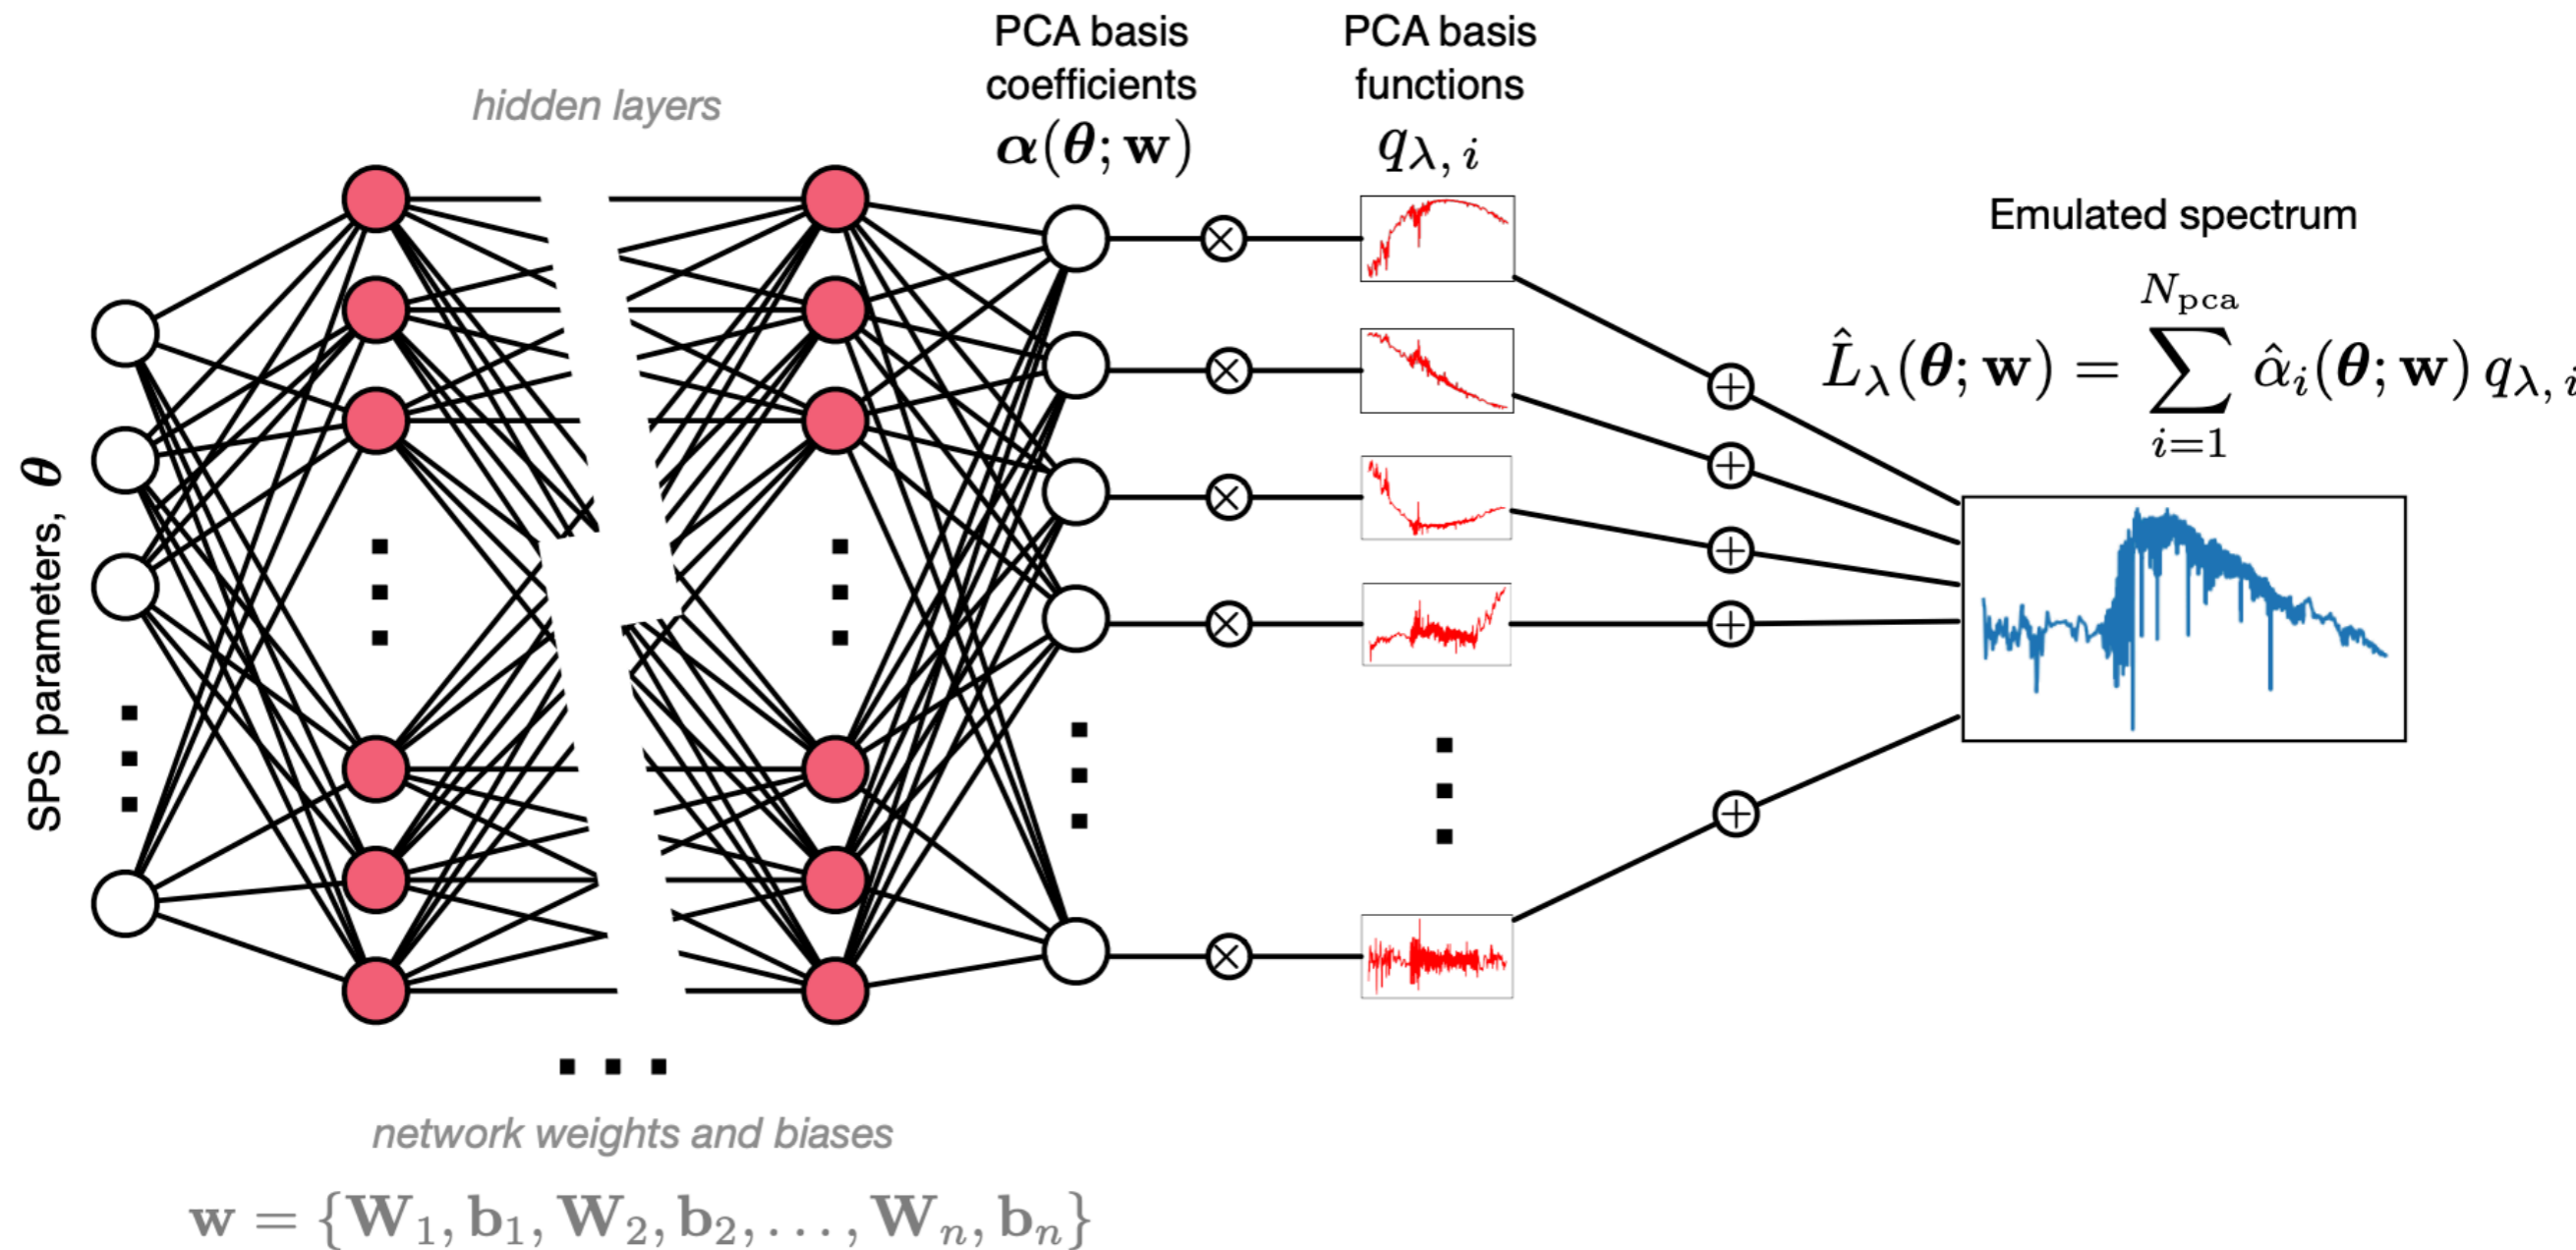 PCA basis
coefficients
α(θ; w)
PCA basis
functions
q_{λ, i}
hidden layers
SPS parameters, θ
Emulated spectrum
L̂_λ(θ; w) = ∑_{i=1}^{N_pca} α̂_i(θ; w) q_{λ, i}
network weights and biases
w = {W_1, b_1, W_2, b_2, . . . , W_n, b_n}